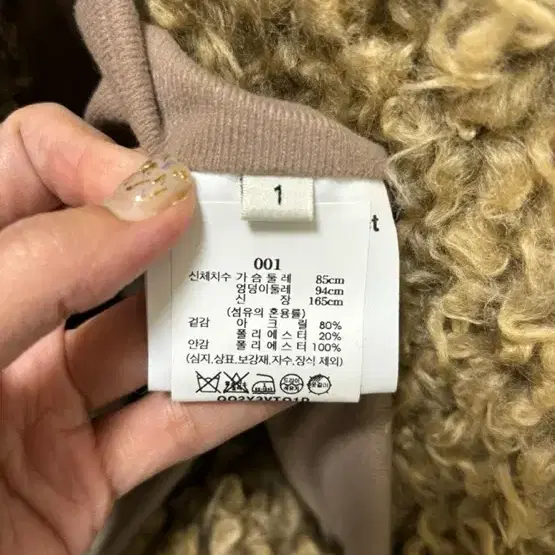 1
t
001
신체치수 가슴둘레 85cm
엉덩이둘레 94cm
신장 165cm
(섬유의 혼용률)
겉감 아크릴 80%
폴리에스터 20%
안감 폴리에스터 100%
(심지,상표,보강재,자수,장식 제외)